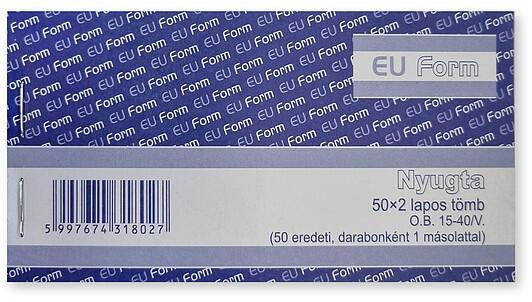 EU Form
Nyugta
50×2 lapos tömb
O.B. 15-40/V.
(50 eredeti, darabonként 1 másolattal)
5 997674 318027